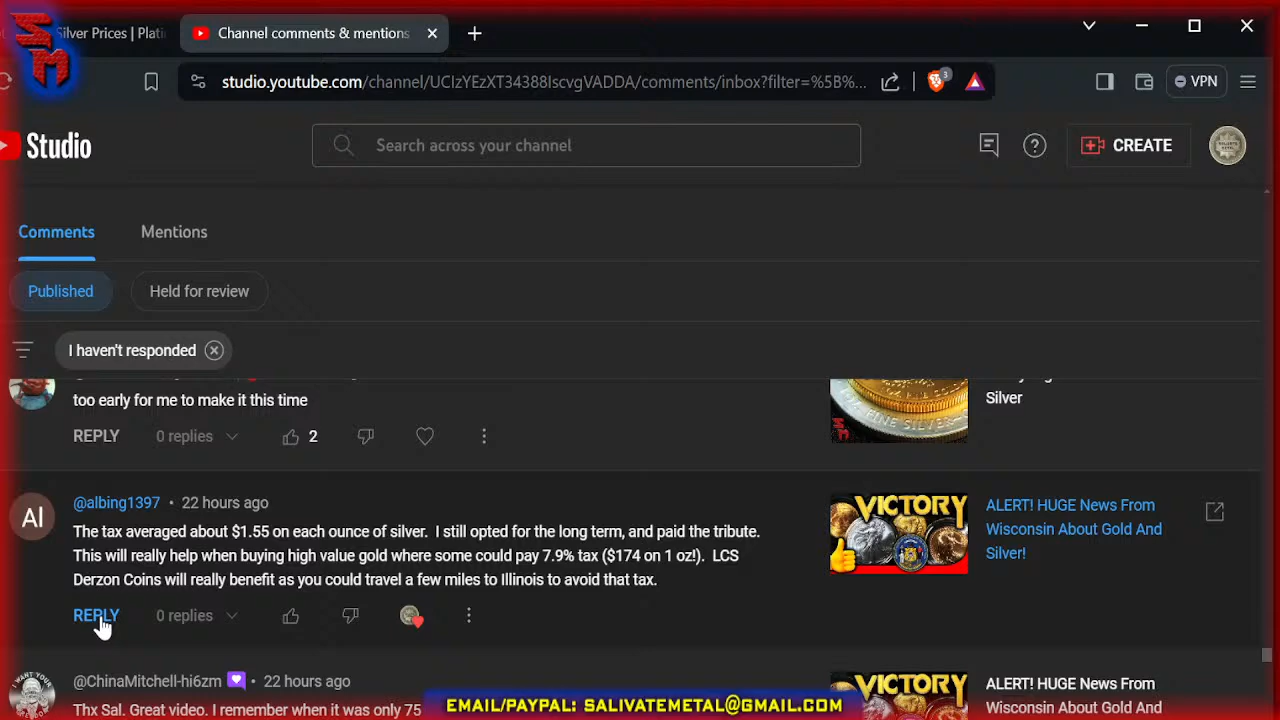 SM
Silver Prices | Plati
Channel comments & mentions
studio.youtube.com/channel/UCIzYEzXT34388IscvgVADDA/comments/inbox?filter=%5B%...
3
VPN
Studio
Search across your channel
CREATE
Comments
Mentions
Published
Held for review
I haven't responded
too early for me to make it this time
Silver
REPLY
0 replies
2
Al
@albing1397 • 22 hours ago
The tax averaged about $1.55 on each ounce of silver. I still opted for the long term, and paid the tribute.
This will really help when buying high value gold where some could pay 7.9% tax ($174 on 1 oz!). LCS
Derzon Coins will really benefit as you could travel a few miles to Illinois to avoid that tax.
VICTORY
ALERT! HUGE News From
Wisconsin About Gold And
Silver!
REPLY
0 replies
@ChinaMitchell-hi6zm • 22 hours ago
Thx Sal. Great video. I remember when it was only 75
VICTORY
ALERT! HUGE News From
Wisconsin About Gold And
EMAIL/PAYPAL: SALIVATEMETAL@GMAIL.COM